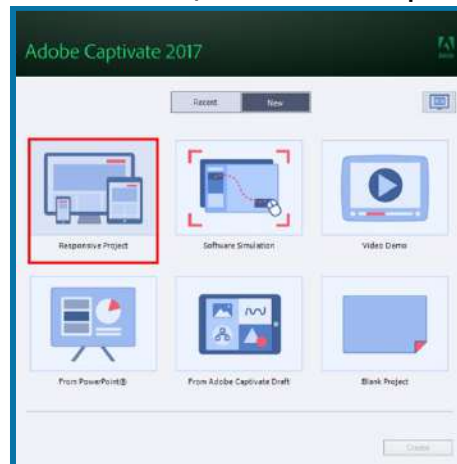 Adobe Captivate 2017
Recent New
Responsive Project Software Simulation Video Demo
From PowerPoint® From Adobe Captivate Draft Blank Project
Create